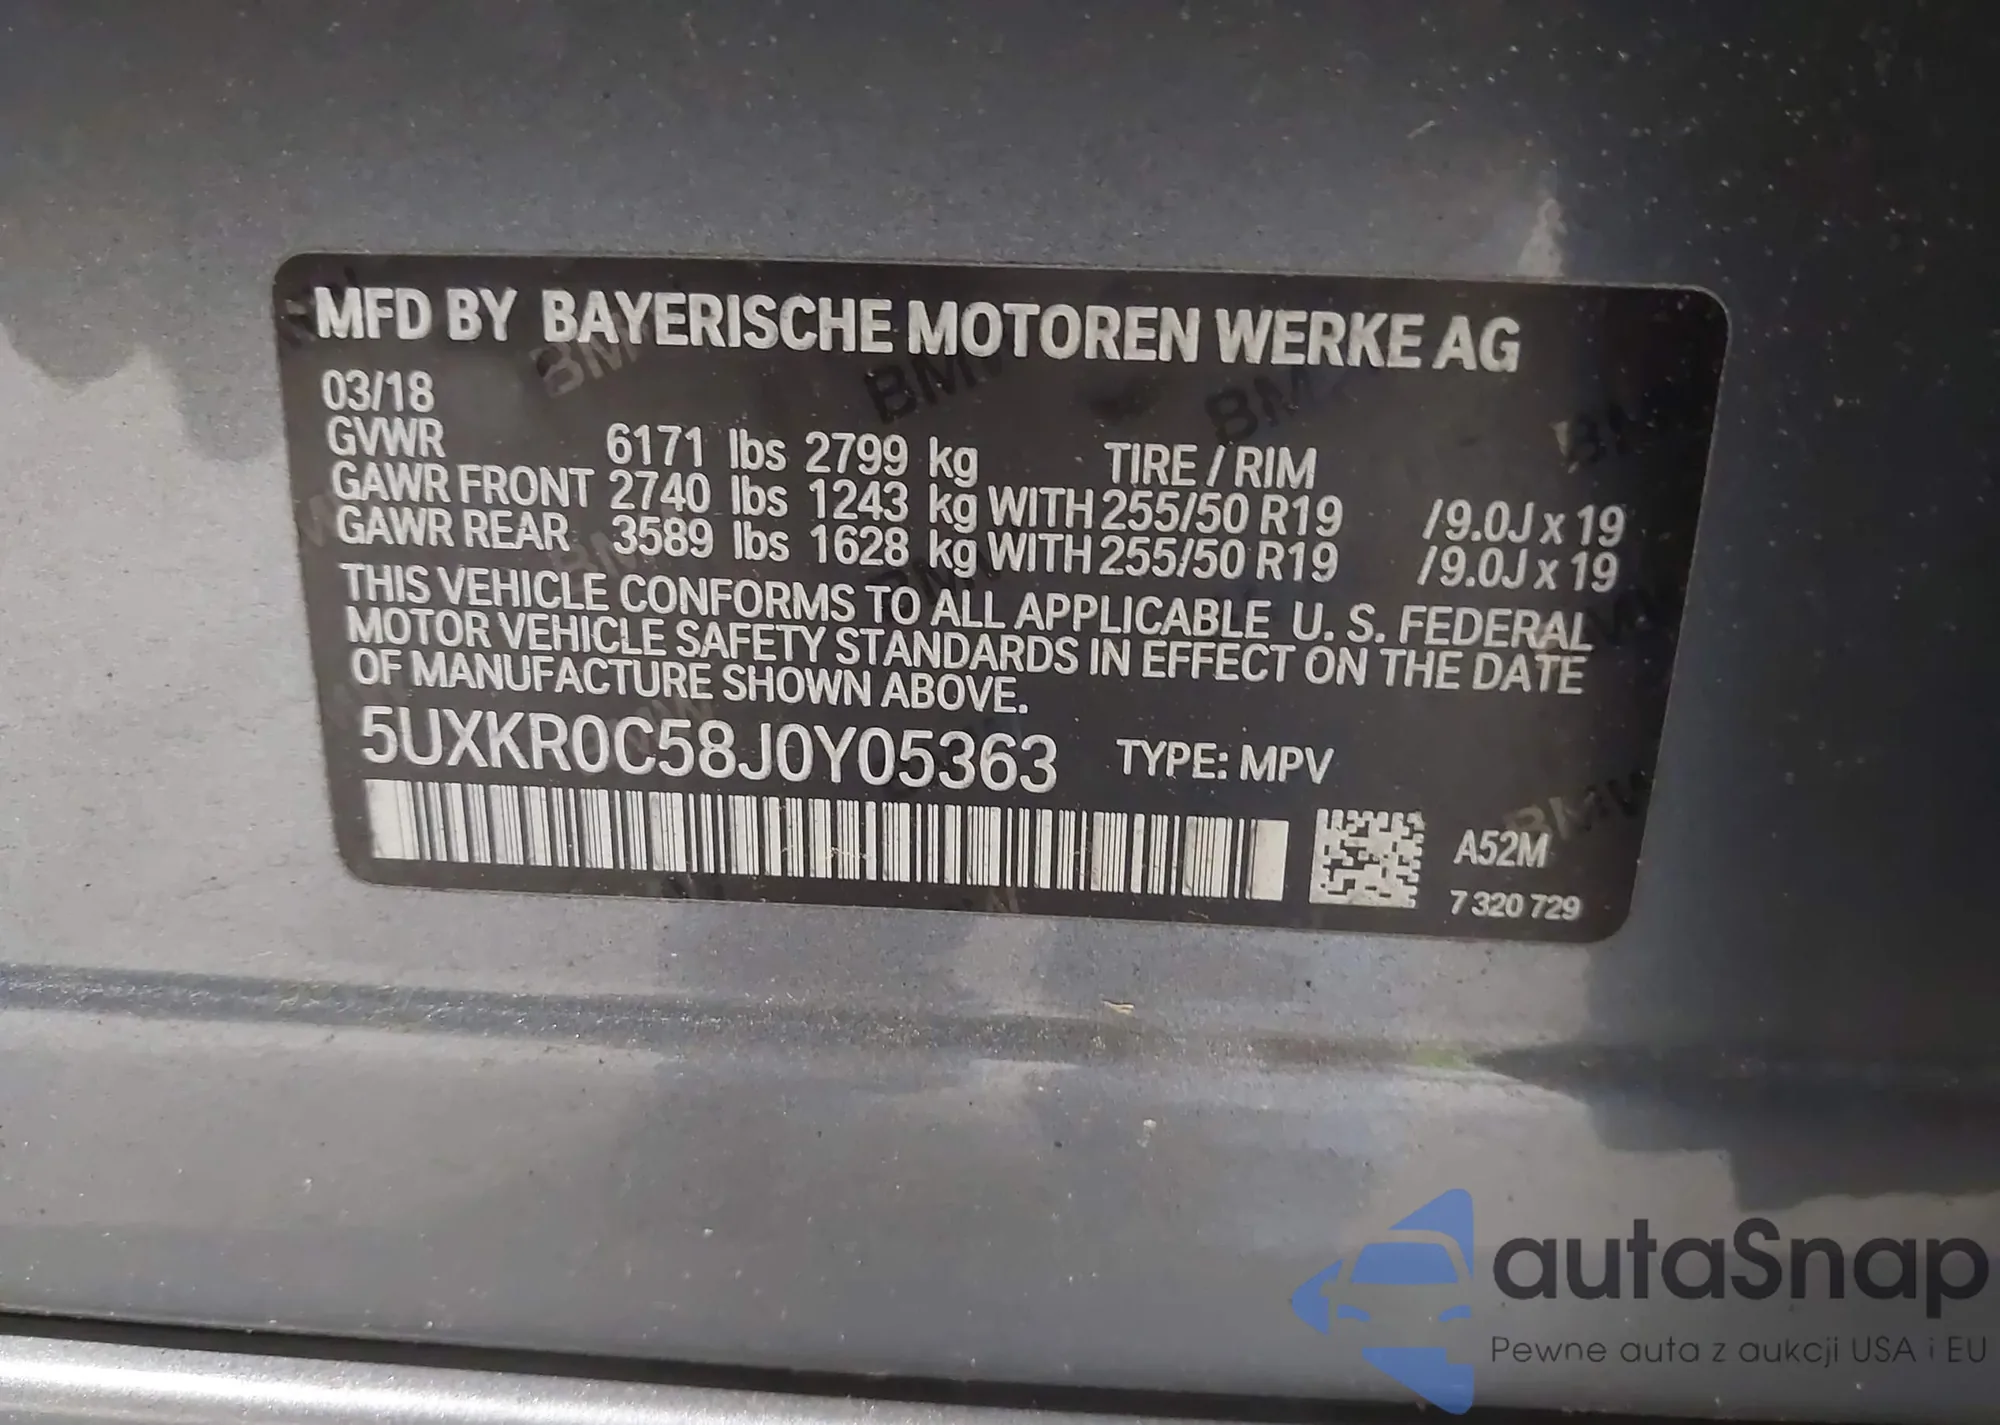 MFD BY BAYERISCHE MOTOREN WERKE AG
03/18
GVWR 6171 lbs 2799 kg TIRE / RIM
GAWR FRONT 2740 lbs 1243 kg WITH 255/50 R19 /9.0J x 19
GAWR REAR 3589 lbs 1628 kg WITH 255/50 R19 /9.0J x 19
THIS VEHICLE CONFORMS TO ALL APPLICABLE U. S. FEDERAL
MOTOR VEHICLE SAFETY STANDARDS IN EFFECT ON THE DATE
OF MANUFACTURE SHOWN ABOVE.
5UXKR0C58J0Y05363 TYPE: MPV
A52M
7 320 729
autaSnap
Pewne auta z aukcji USA i EU